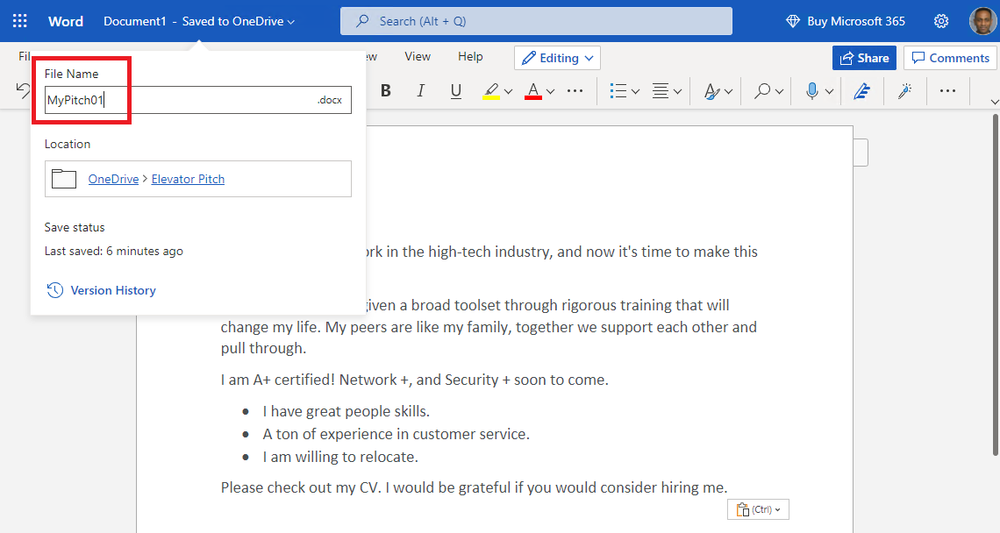 Word Document1 - Saved to OneDrive Search (Alt + Q) Buy Microsoft 365
View Help Editing Share Comments
File Name
B I U A
MyPitch01 .docx
Location
OneDrive > Elevator Pitch
Save status
in the high-tech industry, and now it's time to make this
Last saved: 6 minutes ago
Version History
a broad toolset through rigorous training that will
change my life. My peers are like my family, together we support each other and
pull through.
I am A+ certified! Network +, and Security + soon to come.
• I have great people skills.
• A ton of experience in customer service.
• I am willing to relocate.
Please check out my CV. I would be grateful if you would consider hiring me.
(Ctrl)